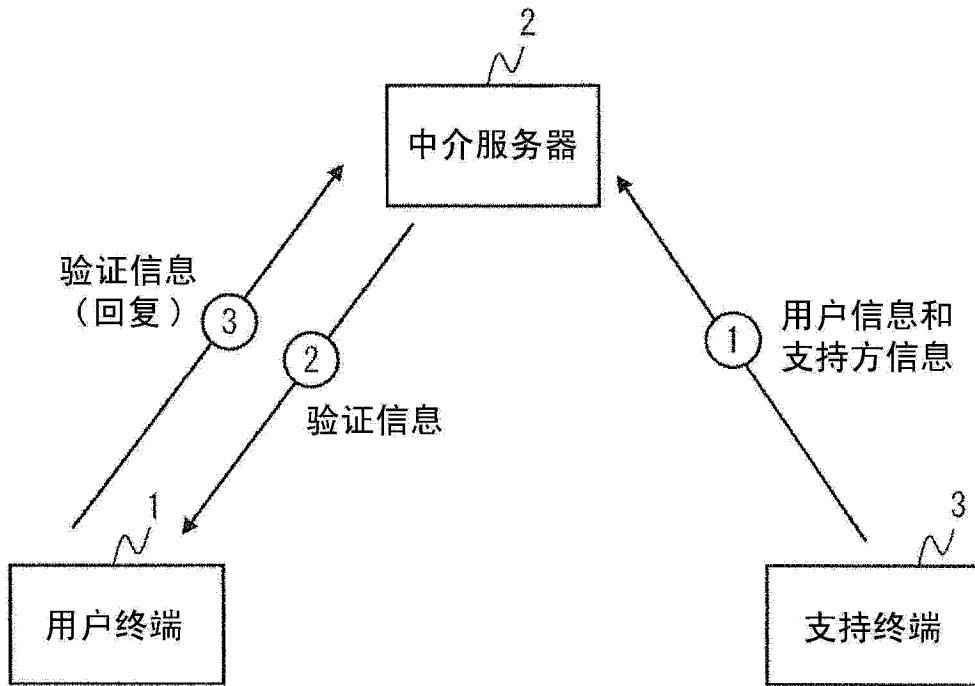 2
中介服务器
验证信息
（回复）
3
2
验证信息
1
用户信息和
支持方信息
1
用户终端
3
支持终端